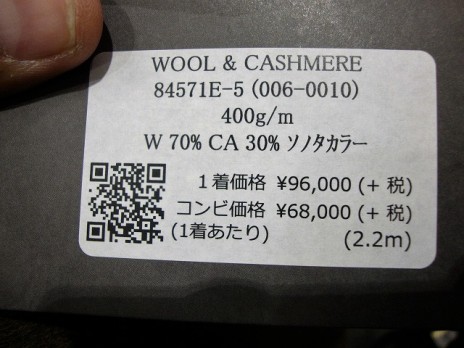 WOOL & CASHMERE
84571E-5 (006-0010)
400g/m
W 70% CA 30% ソノタカラー
1着価格 ¥96,000 (+ 税)
コンビ価格 ¥68,000 (+ 税)
(1着あたり) (2.2m)